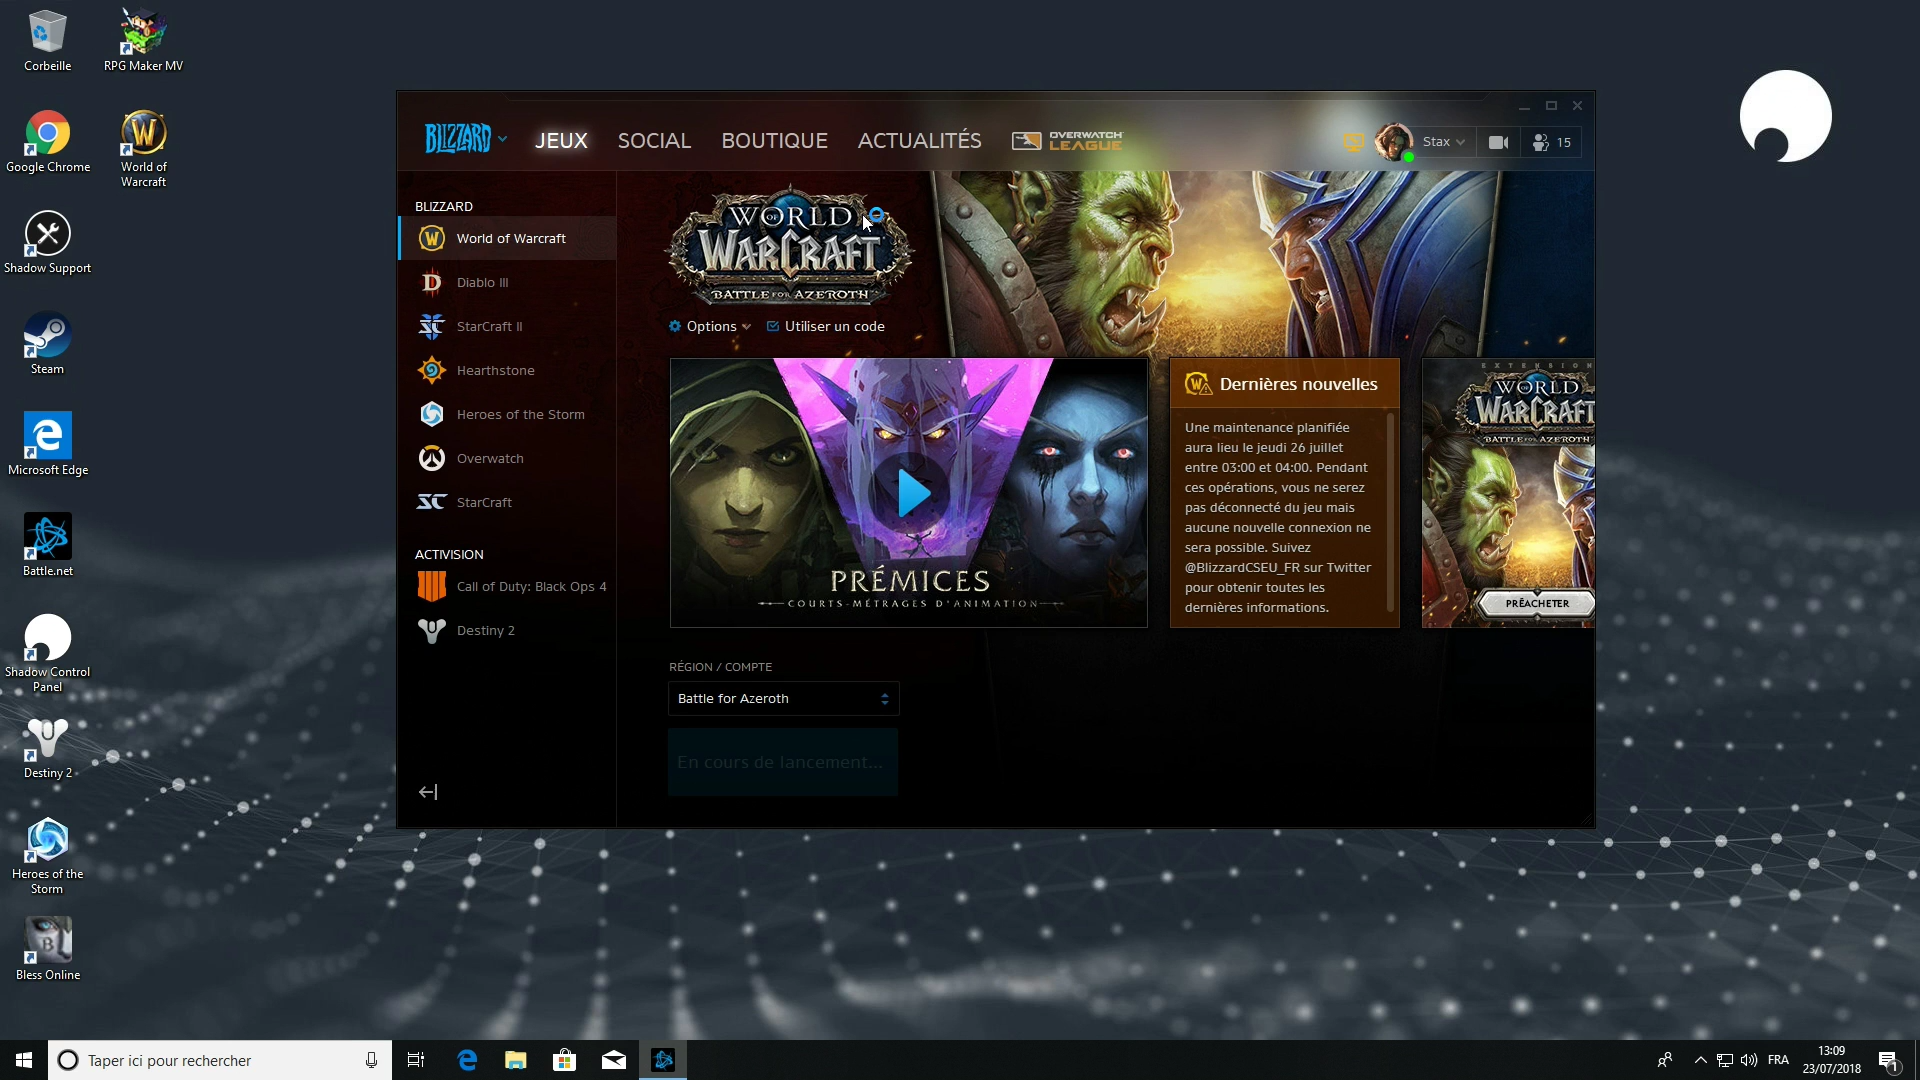 Corbeille
RPG Maker MV
Google Chrome
World of
Warcraft
Shadow Support
Steam
Microsoft Edge
Battle.net
Shadow Control
Panel
Destiny 2
Heroes of the
Storm
Bless Online
BLIZZARD
JEUX
SOCIAL
BOUTIQUE
ACTUALITÉS
OVERWATCH
LEAGUE
Stax
15
BLIZZARD
World of Warcraft
Diablo III
StarCraft II
Hearthstone
Heroes of the Storm
Overwatch
StarCraft
ACTIVISION
Call of Duty: Black Ops 4
Destiny 2
WORLD OF
WARCRAFT
BATTLE FOR AZEROTH
Options
Utiliser un code
PRÉMICES
COURTS-MÉTRAGES D'ANIMATION
Dernières nouvelles
Une maintenance planifiée
aura lieu le jeudi 26 juillet
entre 03:00 et 04:00. Pendant
ces opérations, vous ne serez
pas déconnecté du jeu mais
aucune nouvelle connexion ne
sera possible. Suivez
@BlizzardCSEU_FR sur Twitter
pour obtenir toutes les
dernières informations.
EXTENSION
WORLD
WARCRAFT
BATTLE FOR AZEROTH
PRÉACHETER
RÉGION / COMPTE
Battle for Azeroth
En cours de lancement...
Taper ici pour rechercher
FRA
13:09
23/07/2018
1